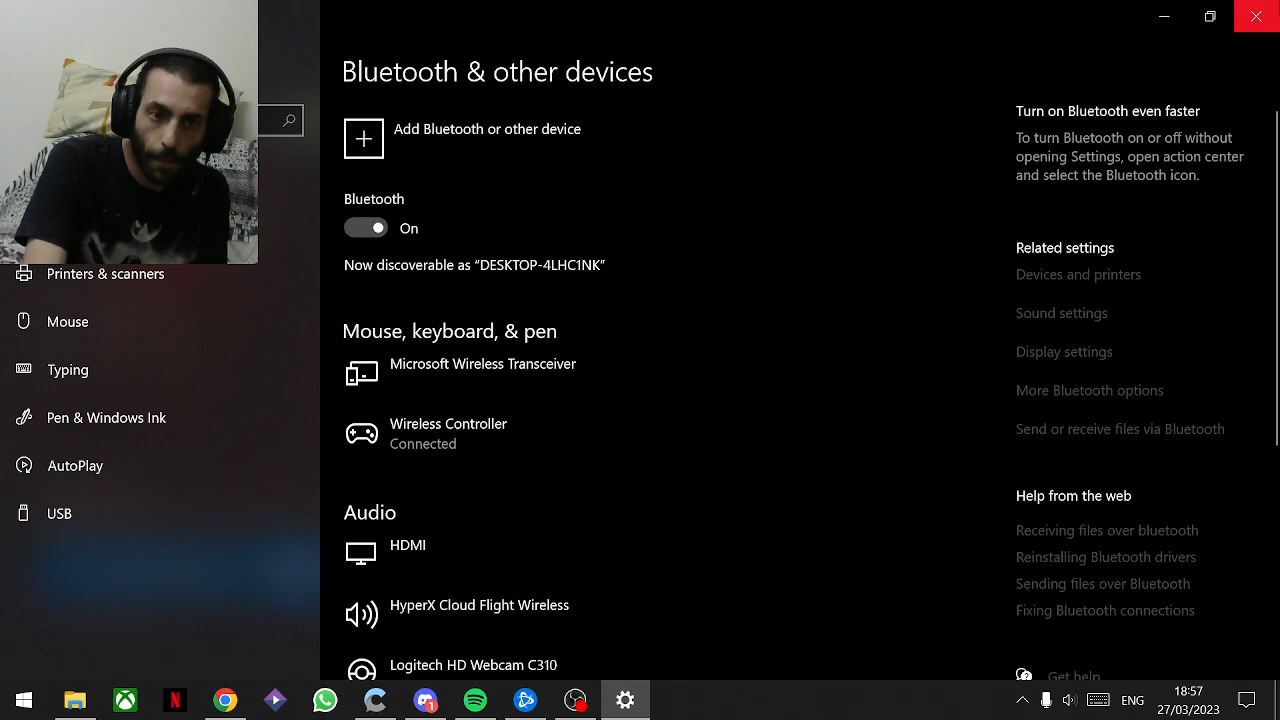 Bluetooth & other devices
Add Bluetooth or other device
Bluetooth
On
Now discoverable as “DESKTOP-4LHC1NK”
Mouse, keyboard, & pen
Microsoft Wireless Transceiver
Wireless Controller
Connected
Audio
HDMI
HyperX Cloud Flight Wireless
Logitech HD Webcam C310
Printers & scanners
Mouse
Typing
Pen & Windows Ink
AutoPlay
USB
Turn on Bluetooth even faster
To turn Bluetooth on or off without
opening Settings, open action center
and select the Bluetooth icon.
Related settings
Devices and printers
Sound settings
Display settings
More Bluetooth options
Send or receive files via Bluetooth
Help from the web
Receiving files over bluetooth
Reinstalling Bluetooth drivers
Sending files over Bluetooth
Fixing Bluetooth connections
Get help
N
1
ENG
18:57
27/03/2023